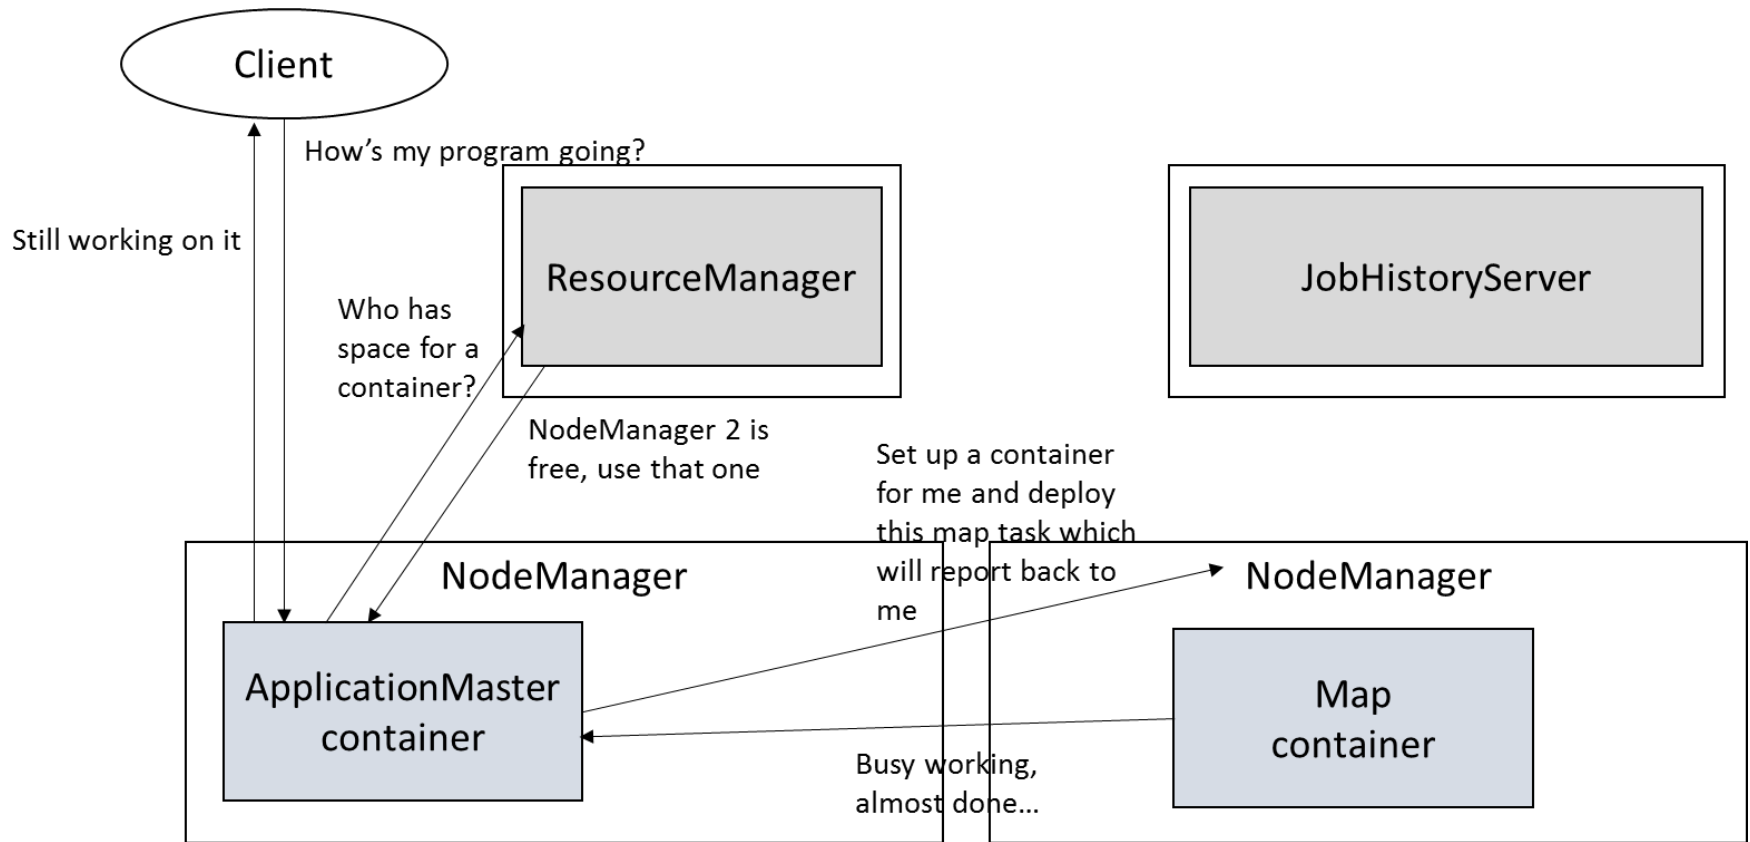 Client
How’s my program going?
Still working on it
ResourceManager
JobHistoryServer
Who has
space for a
container?
NodeManager 2 is
free, use that one
Set up a container
for me and deploy
this map task which
will report back to
me
NodeManager
NodeManager
ApplicationMaster
container
Map
container
Busy working,
almost done…